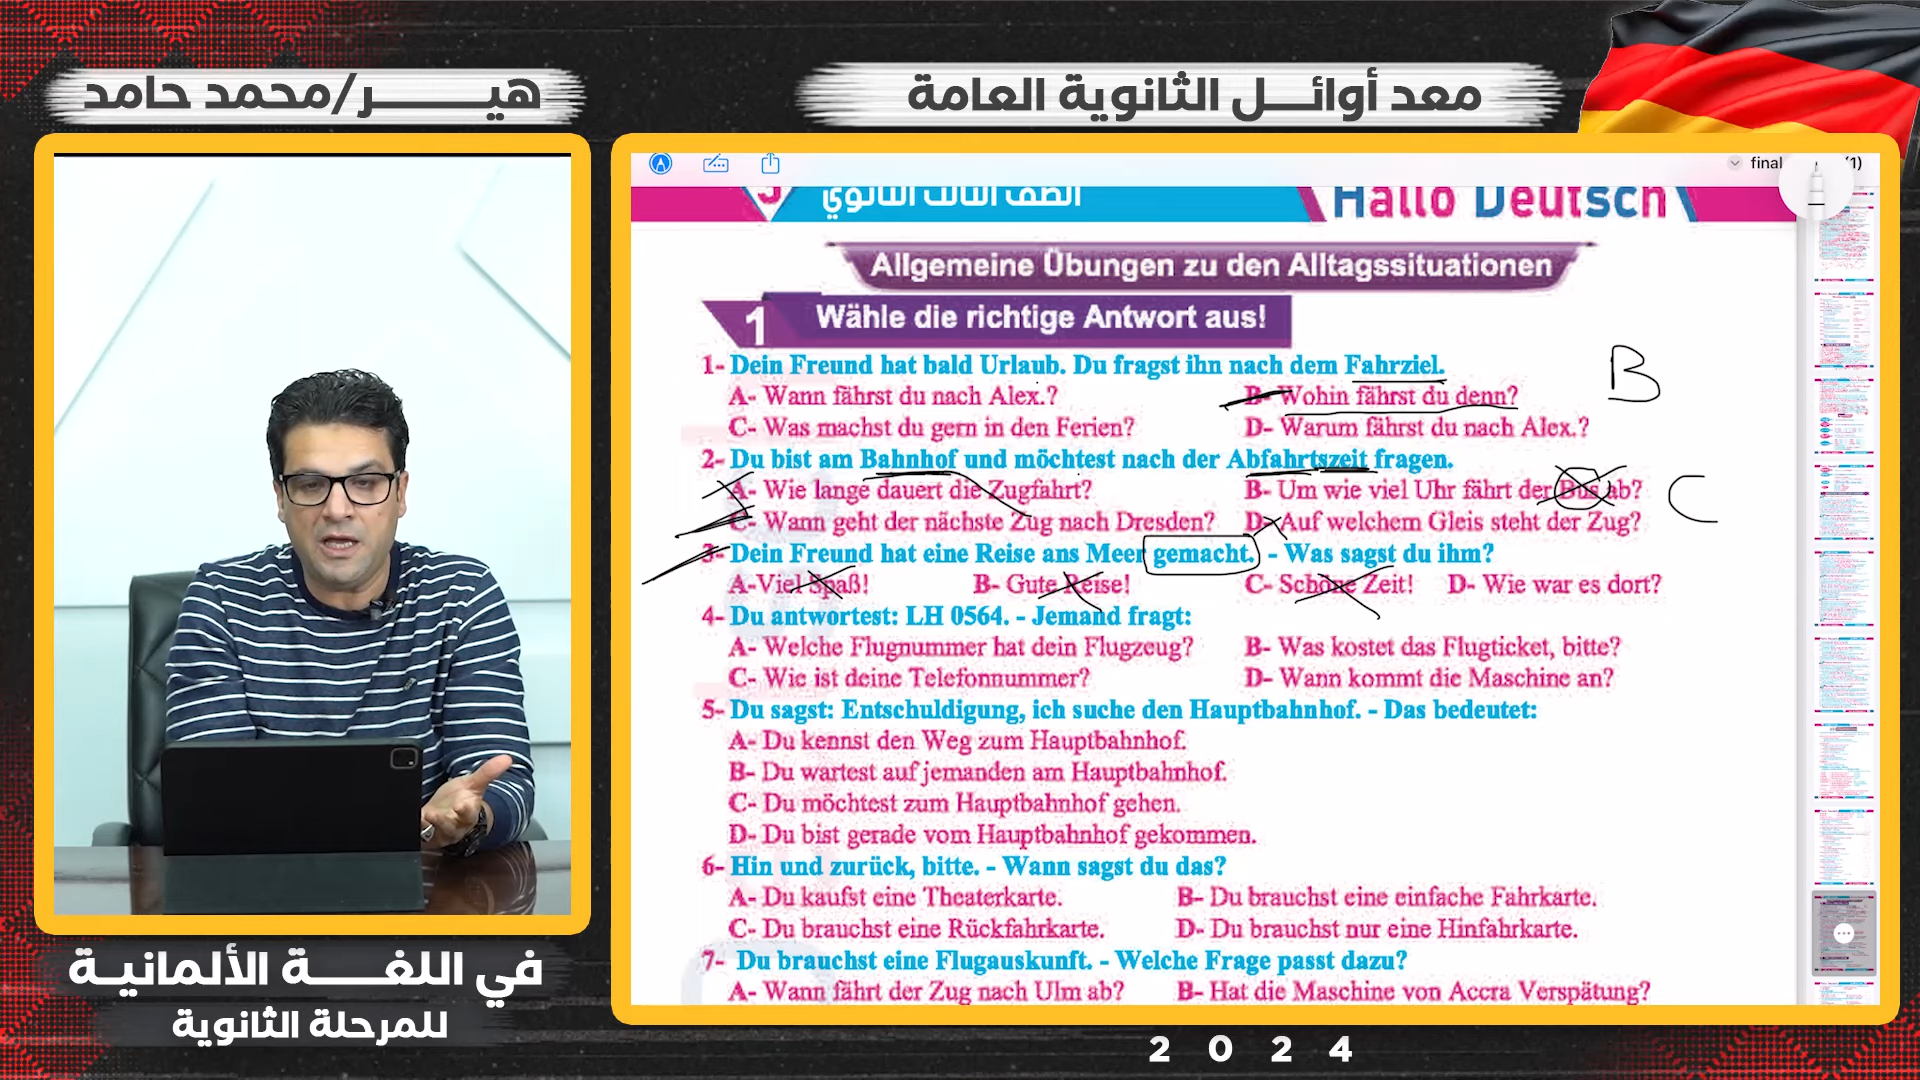 هيــــــــر/محمد حامد
معد أوائــل الثانوية العامة
final
(1)
الصف الثالث الثانوي
Hallo Deutsch
Allgemeine Übungen zu den Alltagssituationen
1 Wähle die richtige Antwort aus!
1- Dein Freund hat bald Urlaub. Du fragst ihn nach dem Fahrziel.
B
A- Wann fährst du nach Alex.? B- Wohin fährst du denn?
C- Was machst du gern in den Ferien? D- Warum fährst du nach Alex.?
2- Du bist am Bahnhof und möchtest nach der Abfahrtszeit fragen.
A- Wie lange dauert die Zugfahrt? B- Um wie viel Uhr fährt der Bus ab?
C
C- Wann geht der nächste Zug nach Dresden? D- Auf welchem Gleis steht der Zug?
3- Dein Freund hat eine Reise ans Meer gemacht. - Was sagst du ihm?
A-Viel Spaß! B- Gute Reise! C- Schöne Zeit! D- Wie war es dort?
4- Du antwortest: LH 0564. - Jemand fragt:
A- Welche Flugnummer hat dein Flugzeug? B- Was kostet das Flugticket, bitte?
C- Wie ist deine Telefonnummer? D- Wann kommt die Maschine an?
5- Du sagst: Entschuldigung, ich suche den Hauptbahnhof. - Das bedeutet:
A- Du kennst den Weg zum Hauptbahnhof.
B- Du wartest auf jemanden am Hauptbahnhof.
C- Du möchtest zum Hauptbahnhof gehen.
D- Du bist gerade vom Hauptbahnhof gekommen.
6- Hin und zurück, bitte. - Wann sagst du das?
A- Du kaufst eine Theaterkarte. B- Du brauchst eine einfache Fahrkarte.
C- Du brauchst eine Rückfahrkarte. D- Du brauchst nur eine Hinfahrkarte.
7- Du brauchst eine Flugauskunft. - Welche Frage passt dazu?
A- Wann fährt der Zug nach Ulm ab? B- Hat die Maschine von Accra Verspätung?
في اللغــــــة الألمانيـة
للمرحلة الثانوية
2024